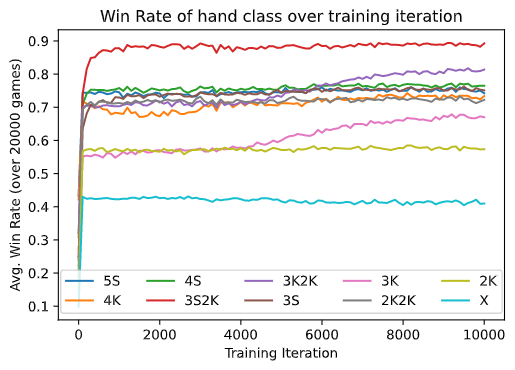 Win Rate of hand class over training iteration
Avg. Win Rate (over 20000 games)
0.9
0.8
0.7
0.6
0.5
0.4
0.3
0.2
0.1
5S 4S 3K2K 3K 2K
4K 3S2K 3S 2K2K X
0 2000 4000 6000 8000 10000
Training Iteration